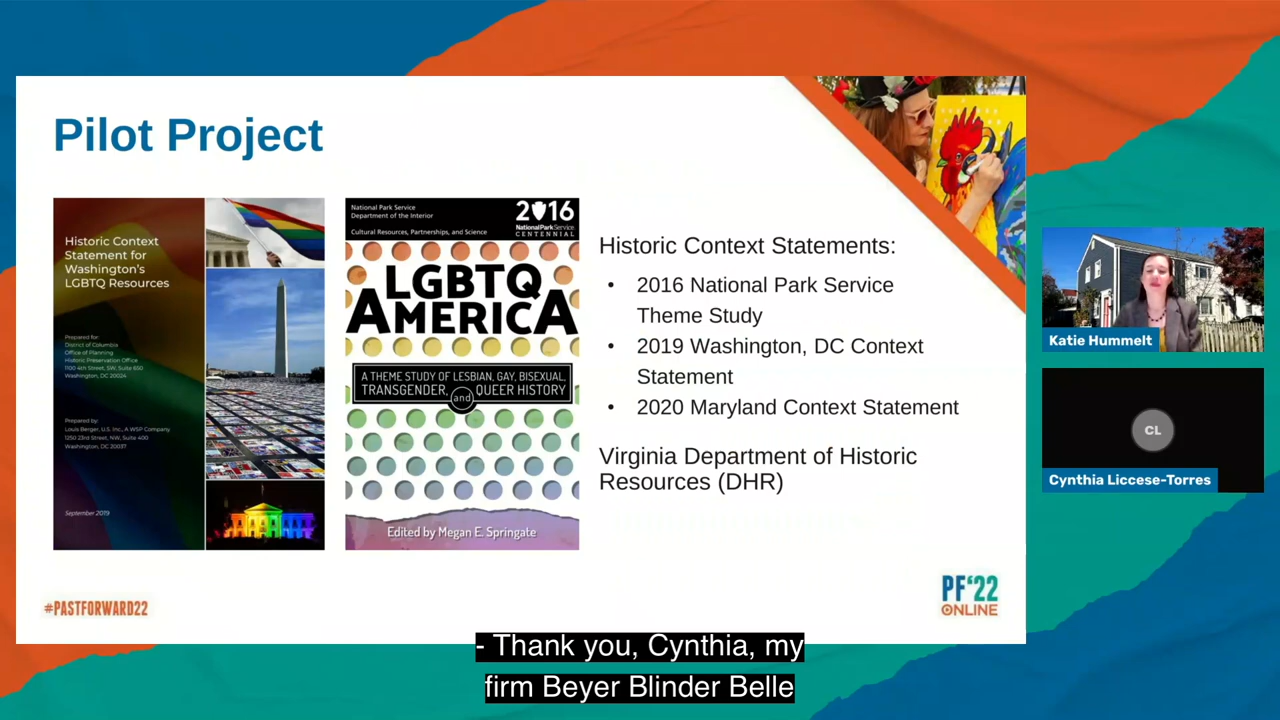 Pilot Project
Historic Context
Statement for
Washington's
LGBTQ Resources
Prepared for:
District of Columbia
Office of Planning
Historic Preservation Office
1100 4th Street, SW, Suite 650
Washington, DC 20024
Prepared by:
Louis Berger, U.S. Inc., A WSP Company
1250 23rd Street, NW, Suite 400
Washington, DC 20037
September 2019
National Park Service
Department of the Interior
Cultural Resources, Partnerships, and Science
2016
National Park Service
CENTENNIAL
LGBTQ
AMERICA
A THEME STUDY OF LESBIAN, GAY, BISEXUAL,
TRANSGENDER, and QUEER HISTORY
Edited by Megan E. Springate
Historic Context Statements:
• 2016 National Park Service
Theme Study
• 2019 Washington, DC Context
Statement
• 2020 Maryland Context Statement
Virginia Department of Historic
Resources (DHR)
#PASTFORWARD22
PF'22
ONLINE
Katie Hummelt
CL
Cynthia Liccese-Torres
- Thank you, Cynthia, my
firm Beyer Blinder Belle